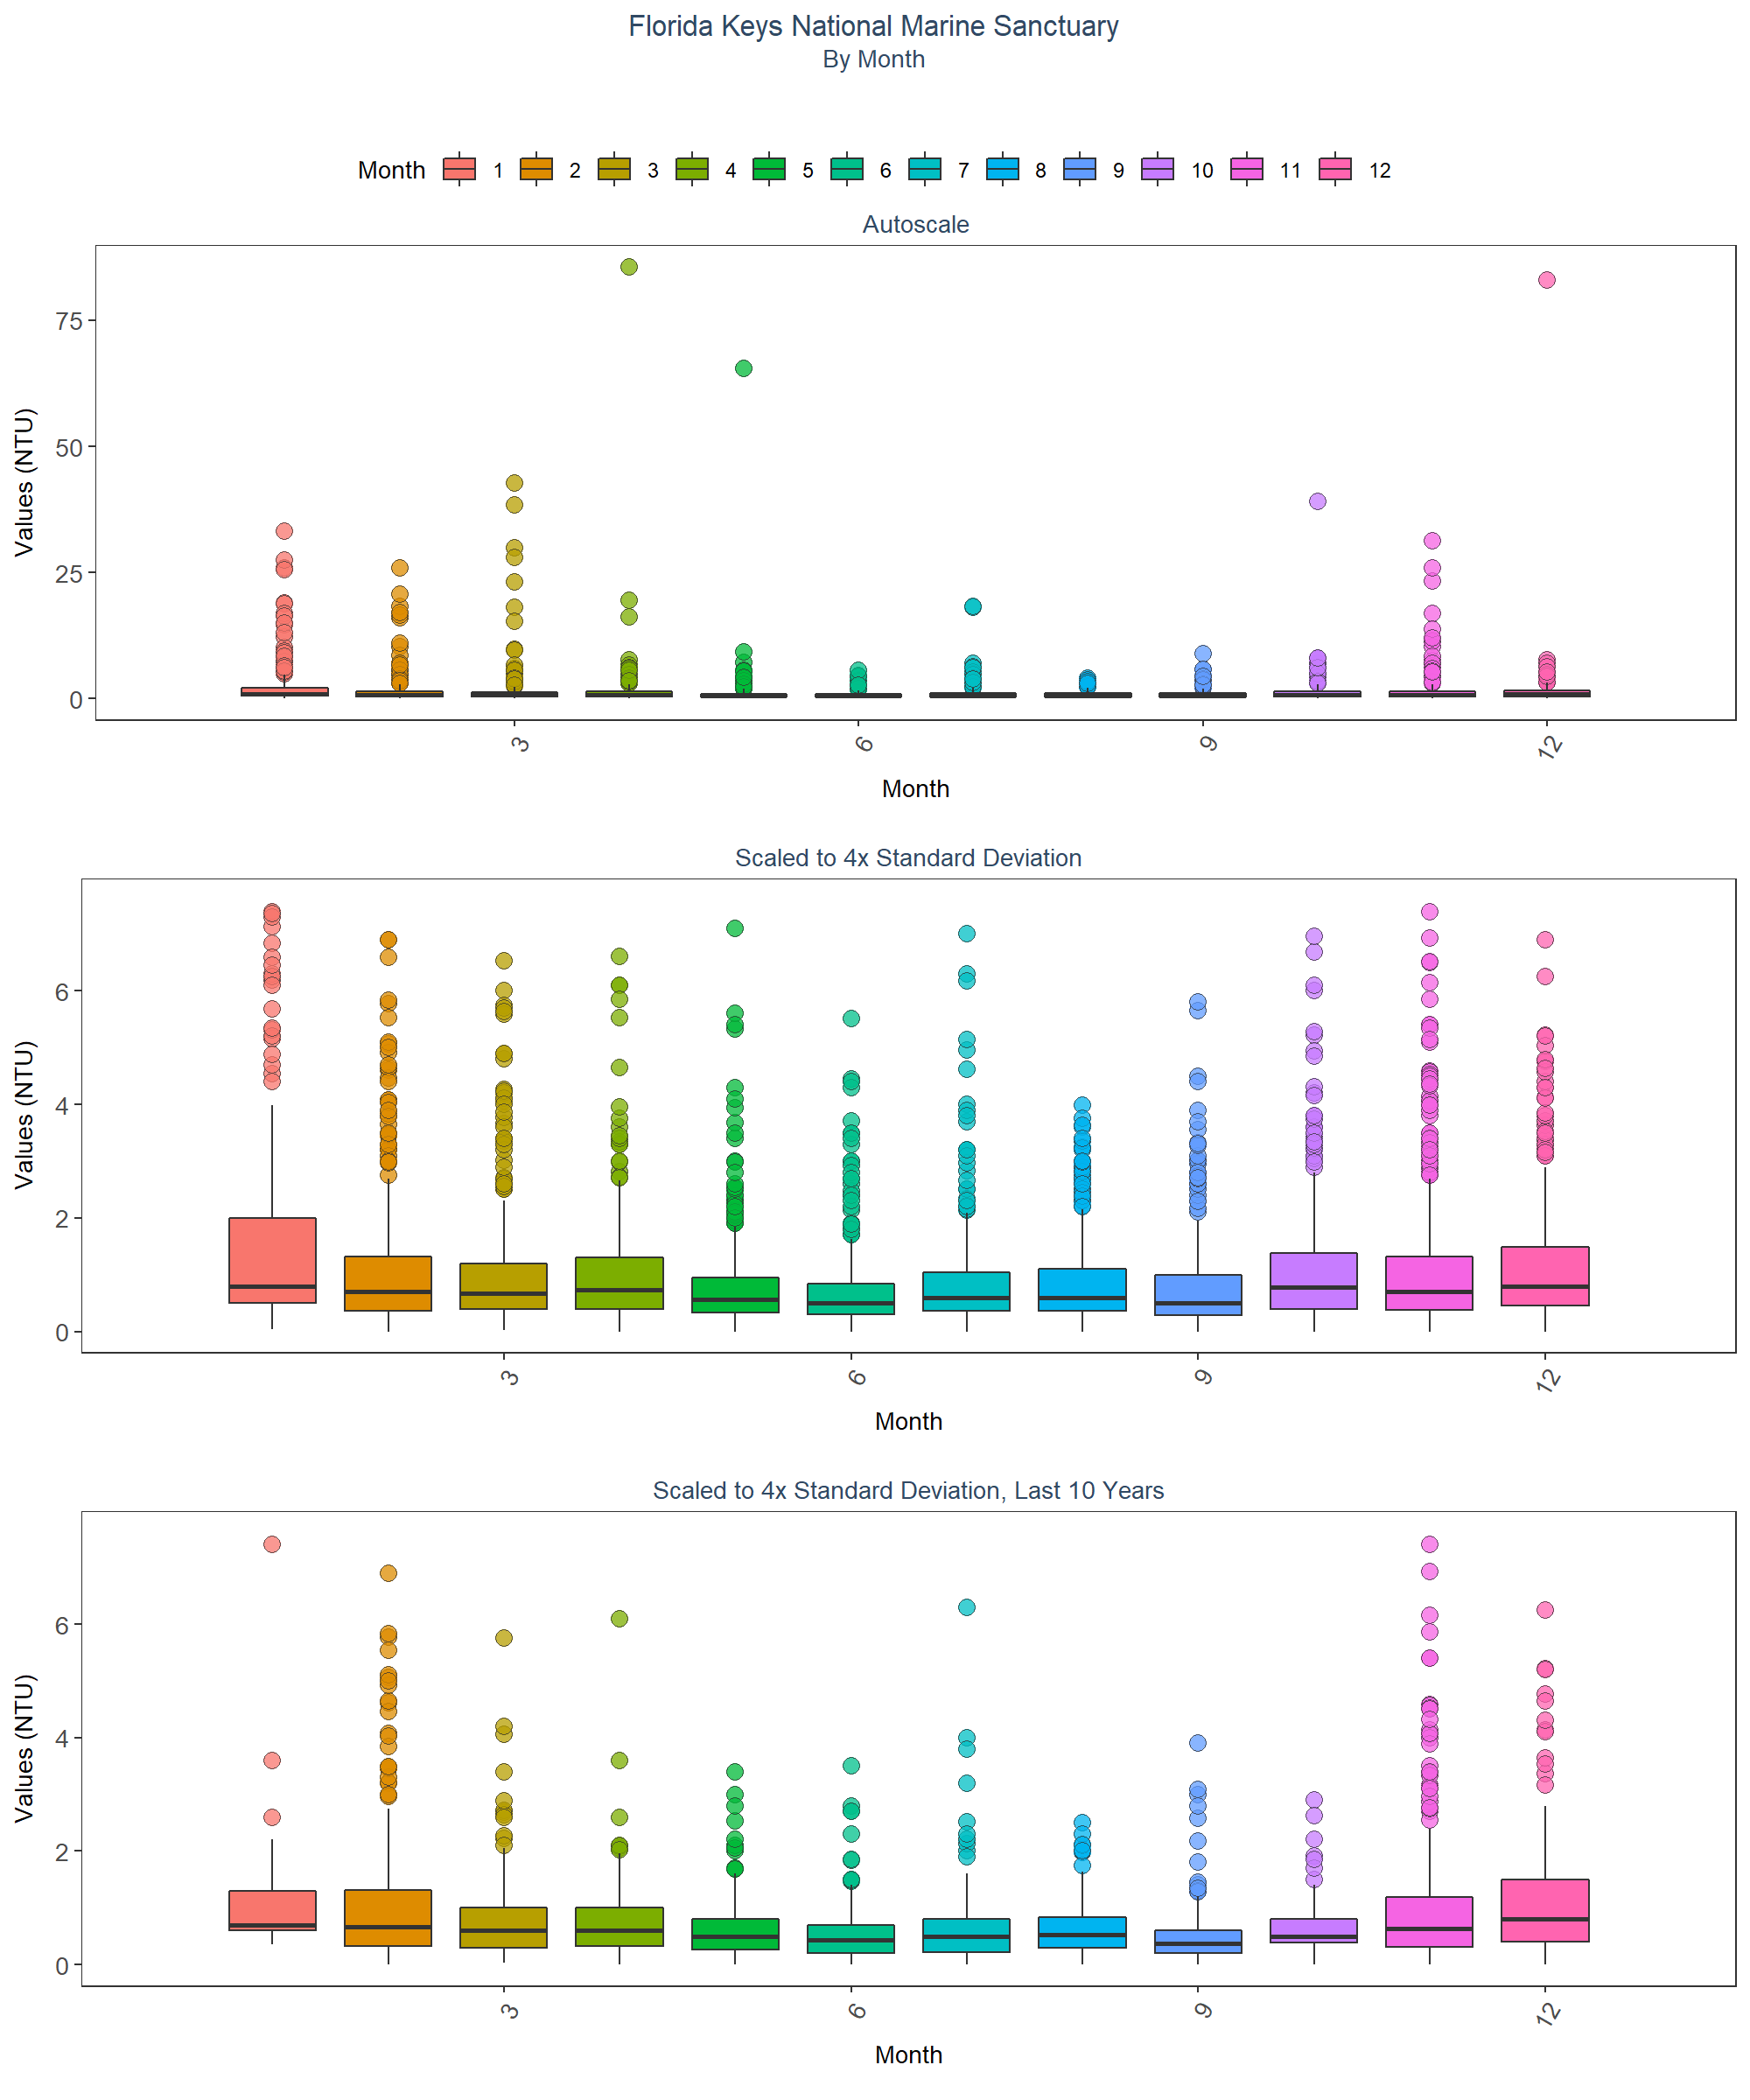 Florida Keys National Marine Sanctuary
By Month
Month 1 2 3 4 5 6 7 8 9 10 11 12
Autoscale
Values (NTU)
75
50
25
0
3 6 9 12
Month
Scaled to 4x Standard Deviation
Values (NTU)
6
4
2
0
3 6 9 12
Month
Scaled to 4x Standard Deviation, Last 10 Years
Values (NTU)
6
4
2
0
3 6 9 12
Month